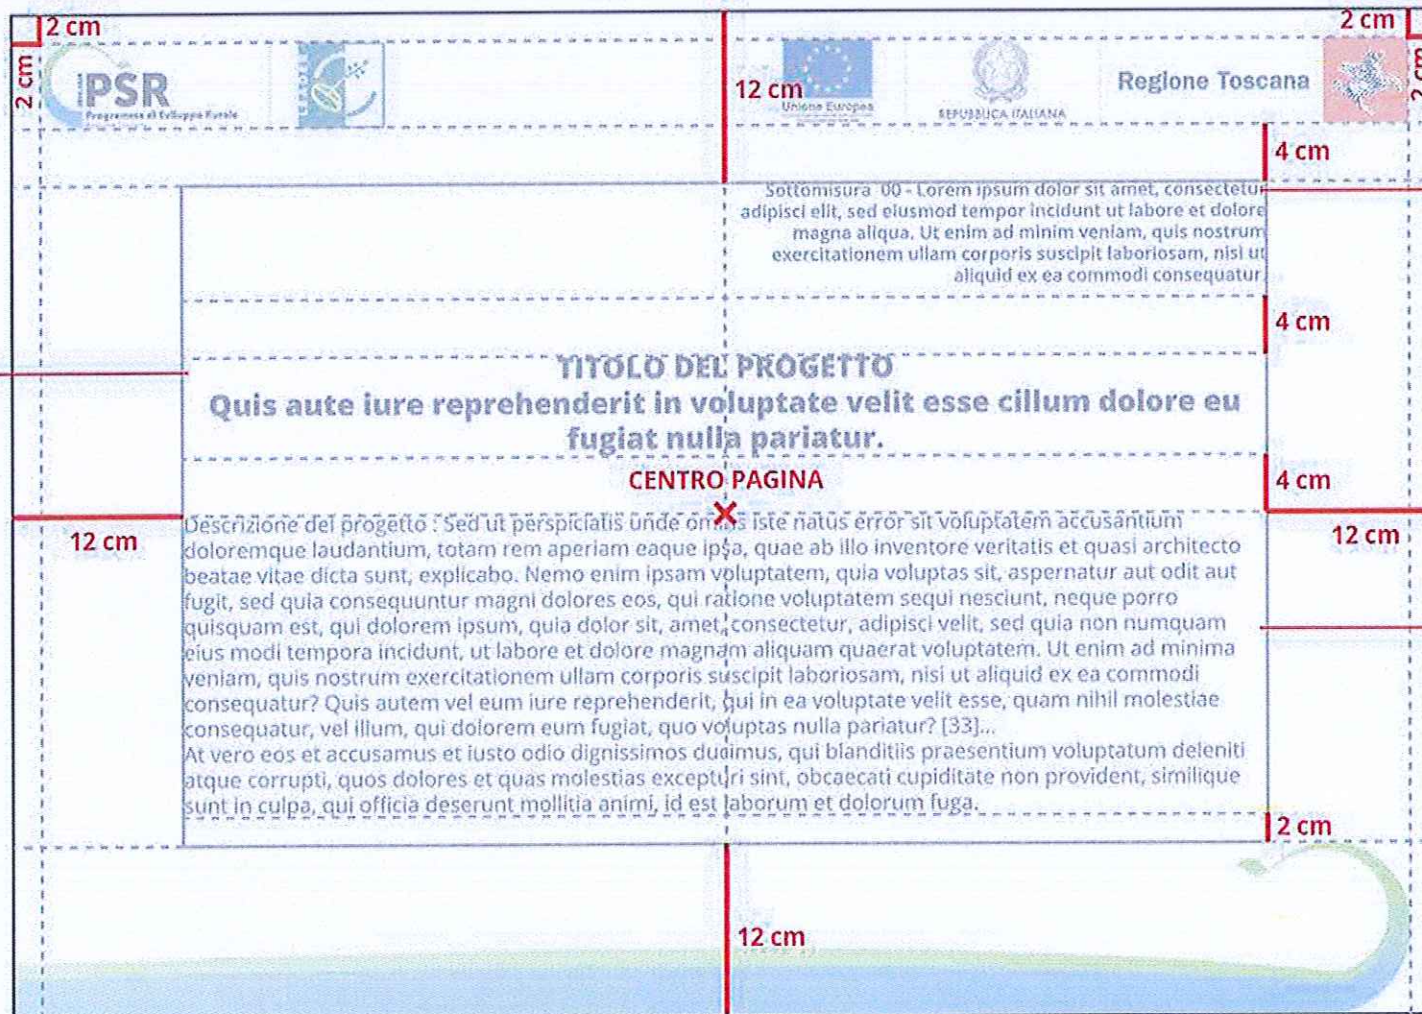 2 cm
2 cm
2 cm
2 cm
PSR
Programma di Sviluppo Rurale
LEADER
12 cm
Unione Europea
REPUBBLICA ITALIANA
Regione Toscana
4 cm
Sottomisura 00 - Lorem ipsum dolor sit amet, consectetur
adipisci elit, sed eiusmod tempor incidunt ut labore et dolore
magna aliqua. Ut enim ad minim veniam, quis nostrum
exercitationem ullam corporis suscipit laboriosam, nisi ut
aliquid ex ea commodi consequatur.
4 cm
TITOLO DEL PROGETTO
Quis aute iure reprehenderit in voluptate velit esse cillum dolore eu
fugiat nulla pariatur.
CENTRO PAGINA
4 cm
12 cm
12 cm
Descrizione del progetto : Sed ut perspiciatis unde omnis iste natus error sit voluptatem accusantium
doloremque laudantium, totam rem aperiam eaque ipsa, quae ab illo inventore veritatis et quasi architecto
beatae vitae dicta sunt, explicabo. Nemo enim ipsam voluptatem, quia voluptas sit, aspernatur aut odit aut
fugit, sed quia consequuntur magni dolores eos, qui ratione voluptatem sequi nesciunt, neque porro
quisquam est, qui dolorem ipsum, quia dolor sit, amet, consectetur, adipisci velit, sed quia non numquam
eius modi tempora incidunt, ut labore et dolore magnam aliquam quaerat voluptatem. Ut enim ad minima
veniam, quis nostrum exercitationem ullam corporis suscipit laboriosam, nisi ut aliquid ex ea commodi
consequatur? Quis autem vel eum iure reprehenderit, qui in ea voluptate velit esse, quam nihil molestiae
consequatur, vel illum, qui dolorem eum fugiat, quo voluptas nulla pariatur? [33]...
At vero eos et accusamus et iusto odio dignissimos ducimus, qui blanditiis praesentium voluptatum deleniti
atque corrupti, quos dolores et quas molestias excepturi sint, obcaecati cupiditate non provident, similique
sunt in culpa, qui officia deserunt mollitia animi, id est laborum et dolorum fuga.
2 cm
12 cm